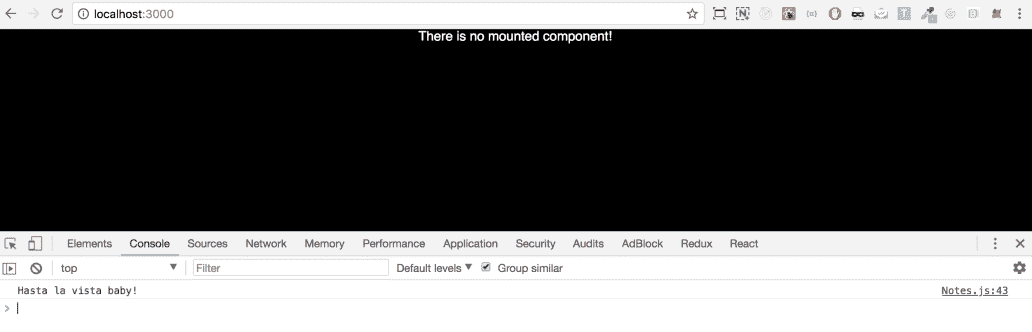 localhost:3000
There is no mounted component!
Elements Console Sources Network Memory Performance Application Security Audits AdBlock Redux React
top Filter Default levels Group similar
Hasta la vista baby! Notes.js:43